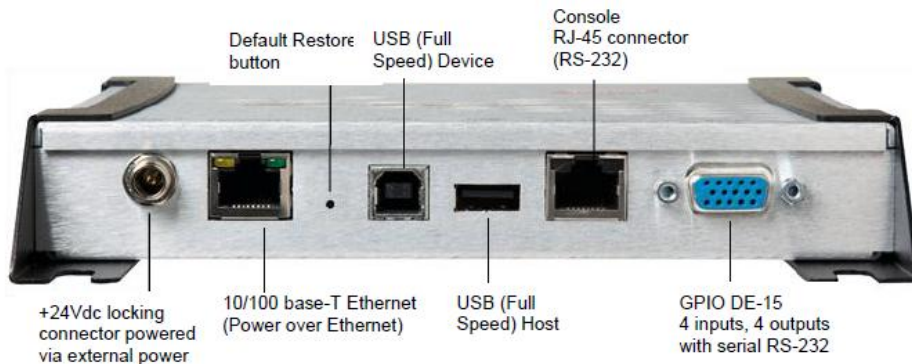 Default Restore
button
USB (Full
Speed) Device
Console
RJ-45 connector
(RS-232)
+24Vdc locking
connector powered
via external power
10/100 base-T Ethernet
(Power over Ethernet)
USB (Full
Speed) Host
GPIO DE-15
4 inputs, 4 outputs
with serial RS-232